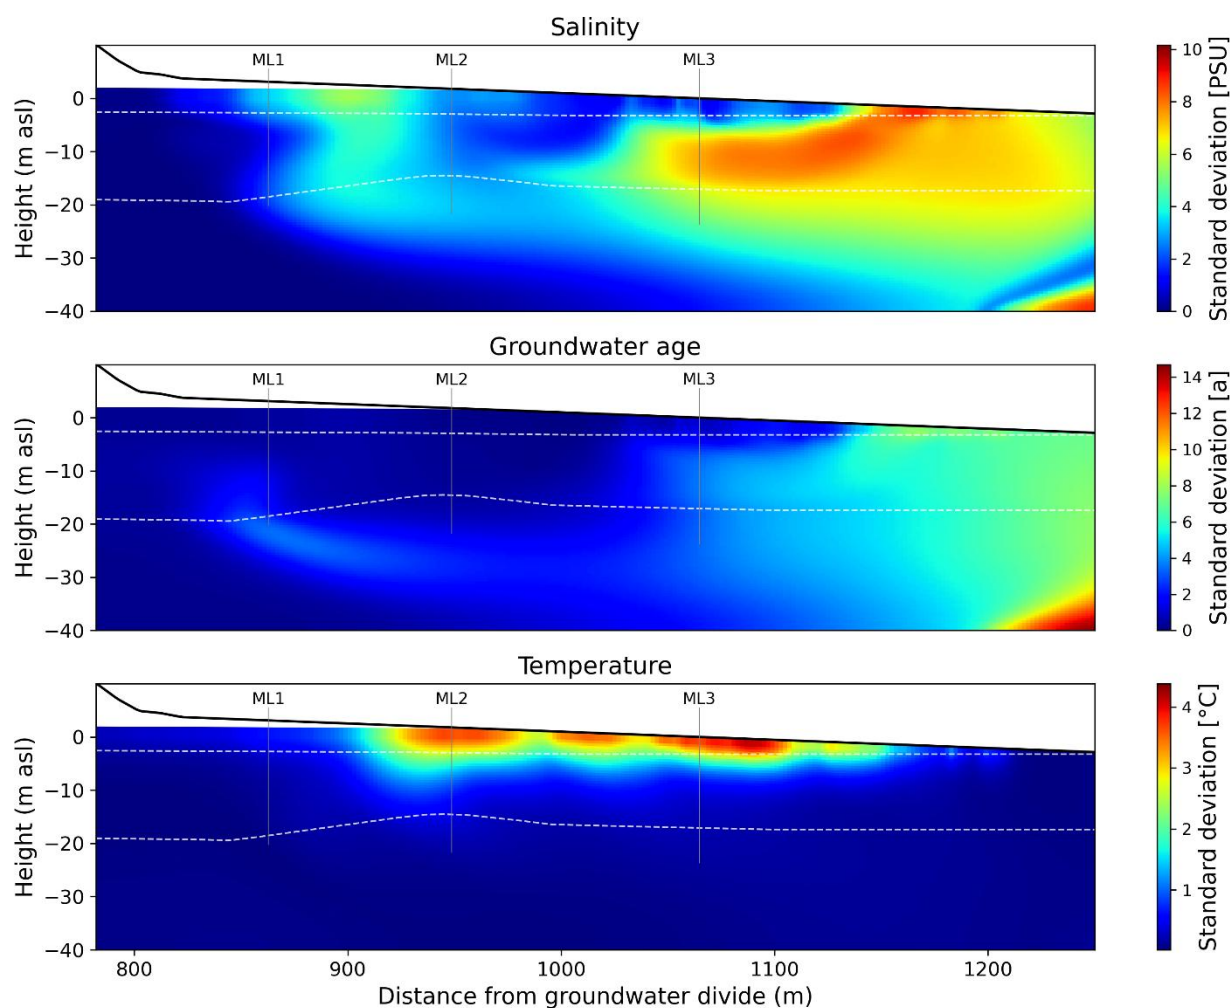 Salinity
ML1 ML2 ML3
0
−10
−20
−30
−40
Height (m asl)
10
8
6
4
2
0
Standard deviation [PSU]
Groundwater age
ML1 ML2 ML3
0
−10
−20
−30
−40
Height (m asl)
14
12
10
8
6
4
2
0
Standard deviation [a]
Temperature
ML1 ML2 ML3
0
−10
−20
−30
−40
Height (m asl)
4
3
2
1
Standard deviation [°C]
800 900 1000 1100 1200
Distance from groundwater divide (m)